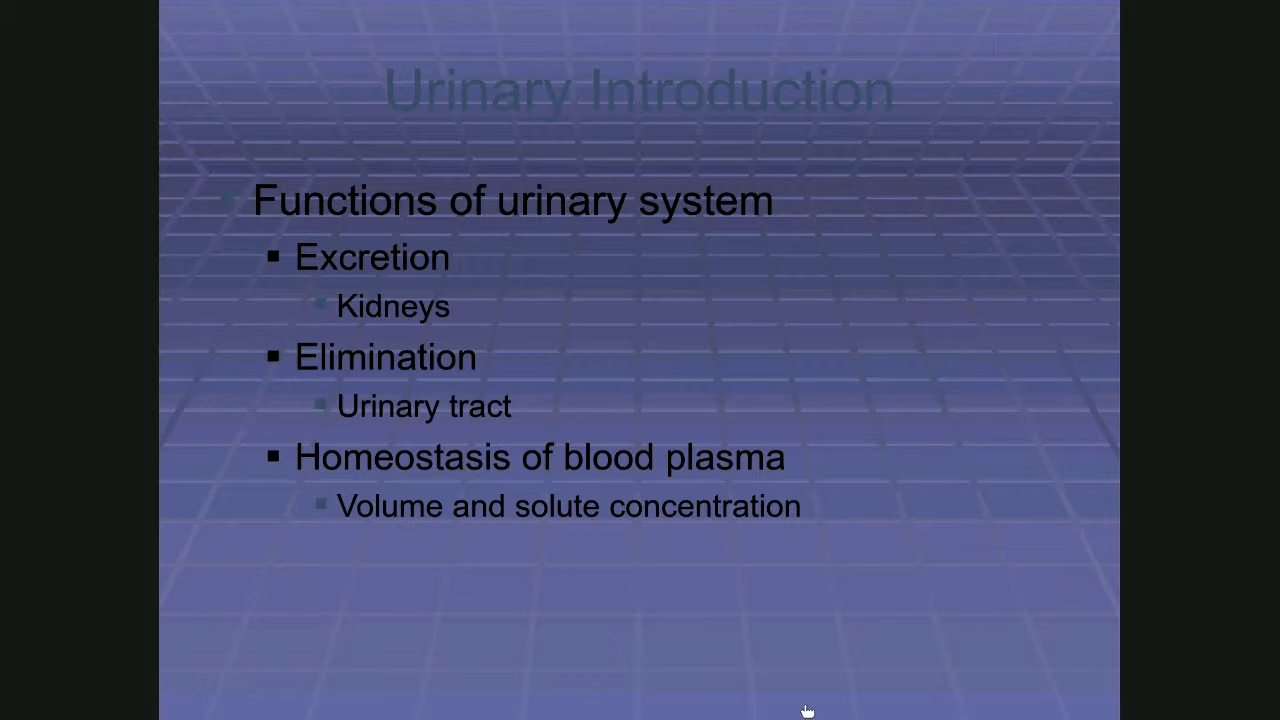 Urinary Introduction
Functions of urinary system
Excretion
Kidneys
Elimination
Urinary tract
Homeostasis of blood plasma
Volume and solute concentration